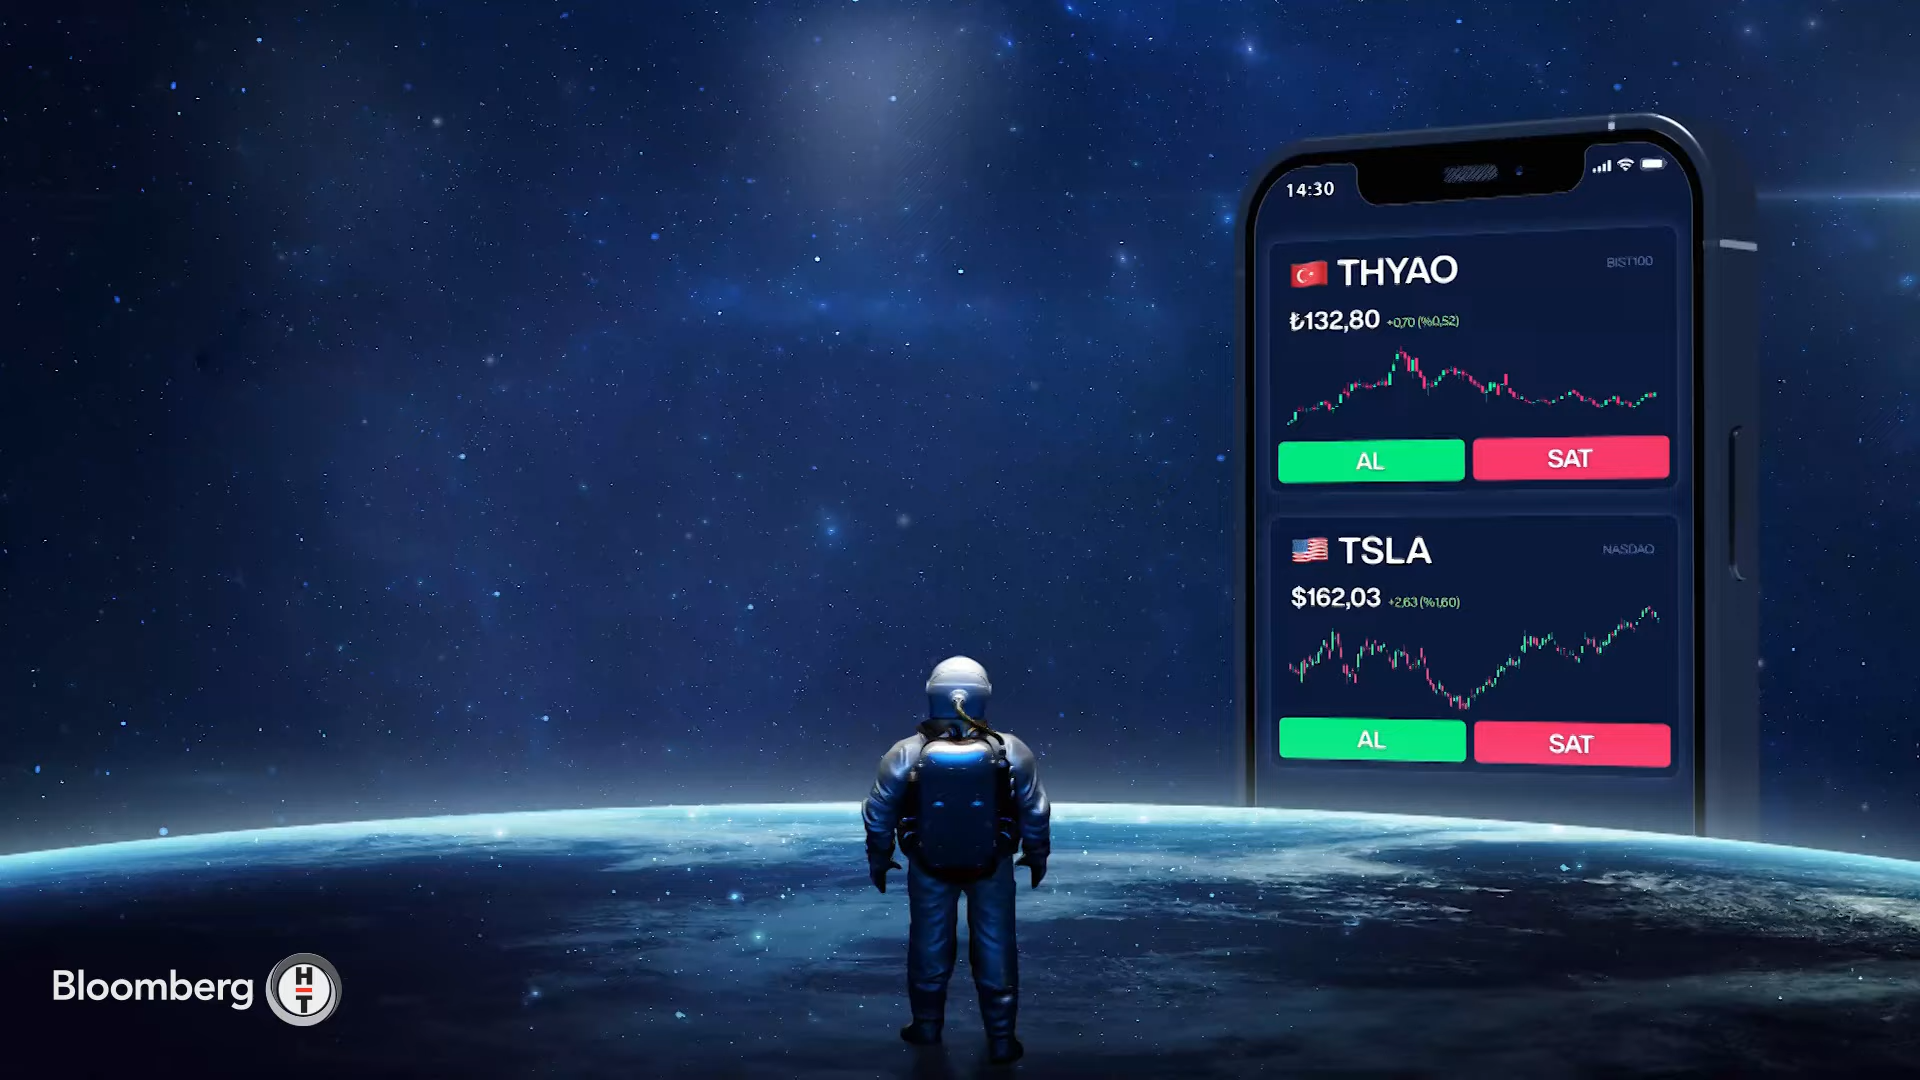 14:30
THYAO
BIST100
₺132,80 +0,70 (%0,52)
AL
SAT
TSLA
NASDAQ
$162,03 +2,63 (%1,60)
AL
SAT
Bloomberg
H
T